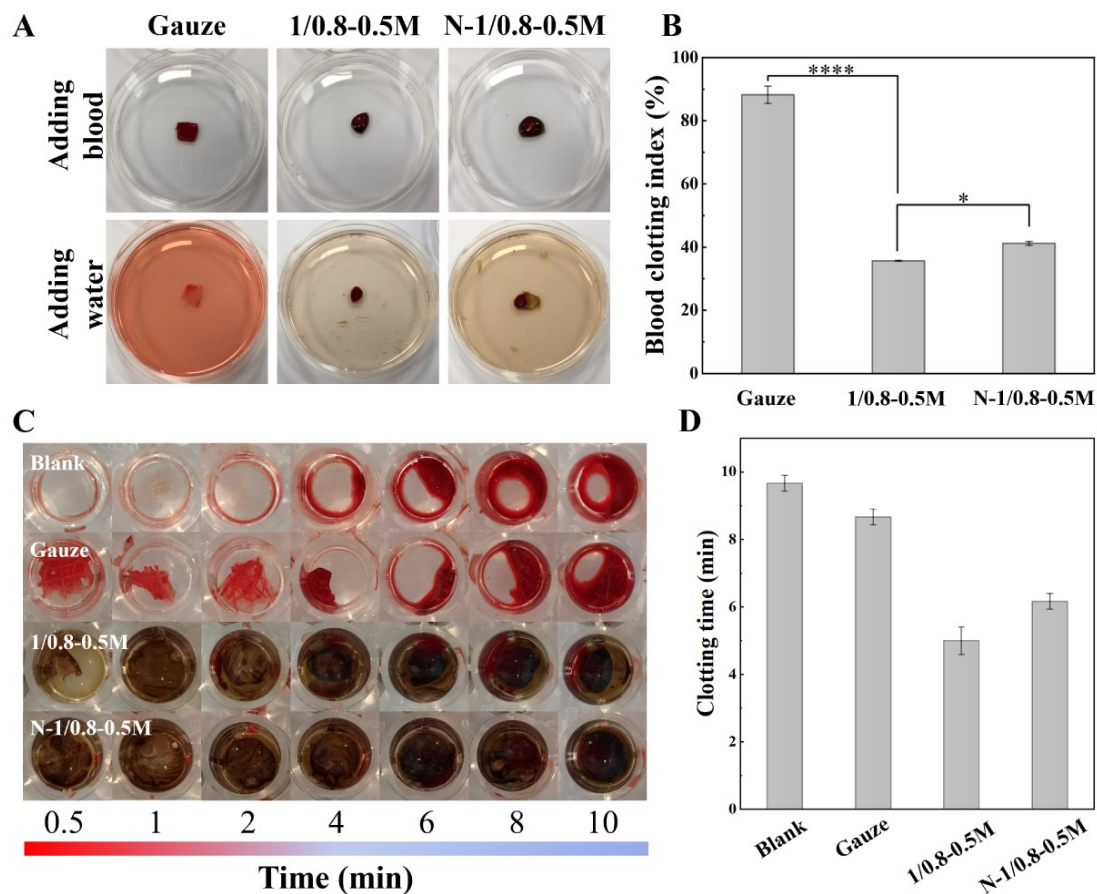 A
Gauze
1/0.8-0.5M
N-1/0.8-0.5M
Adding
blood
Adding
water
B
Blood clotting index (%)
100
80
60
40
20
0
****
*
Gauze
1/0.8-0.5M
N-1/0.8-0.5M
C
Blank
Gauze
1/0.8-0.5M
N-1/0.8-0.5M
0.5 1 2 4 6 8 10
Time (min)
D
Clotting time (min)
10
8
6
4
2
0
Blank
Gauze
1/0.8-0.5M
N-1/0.8-0.5M